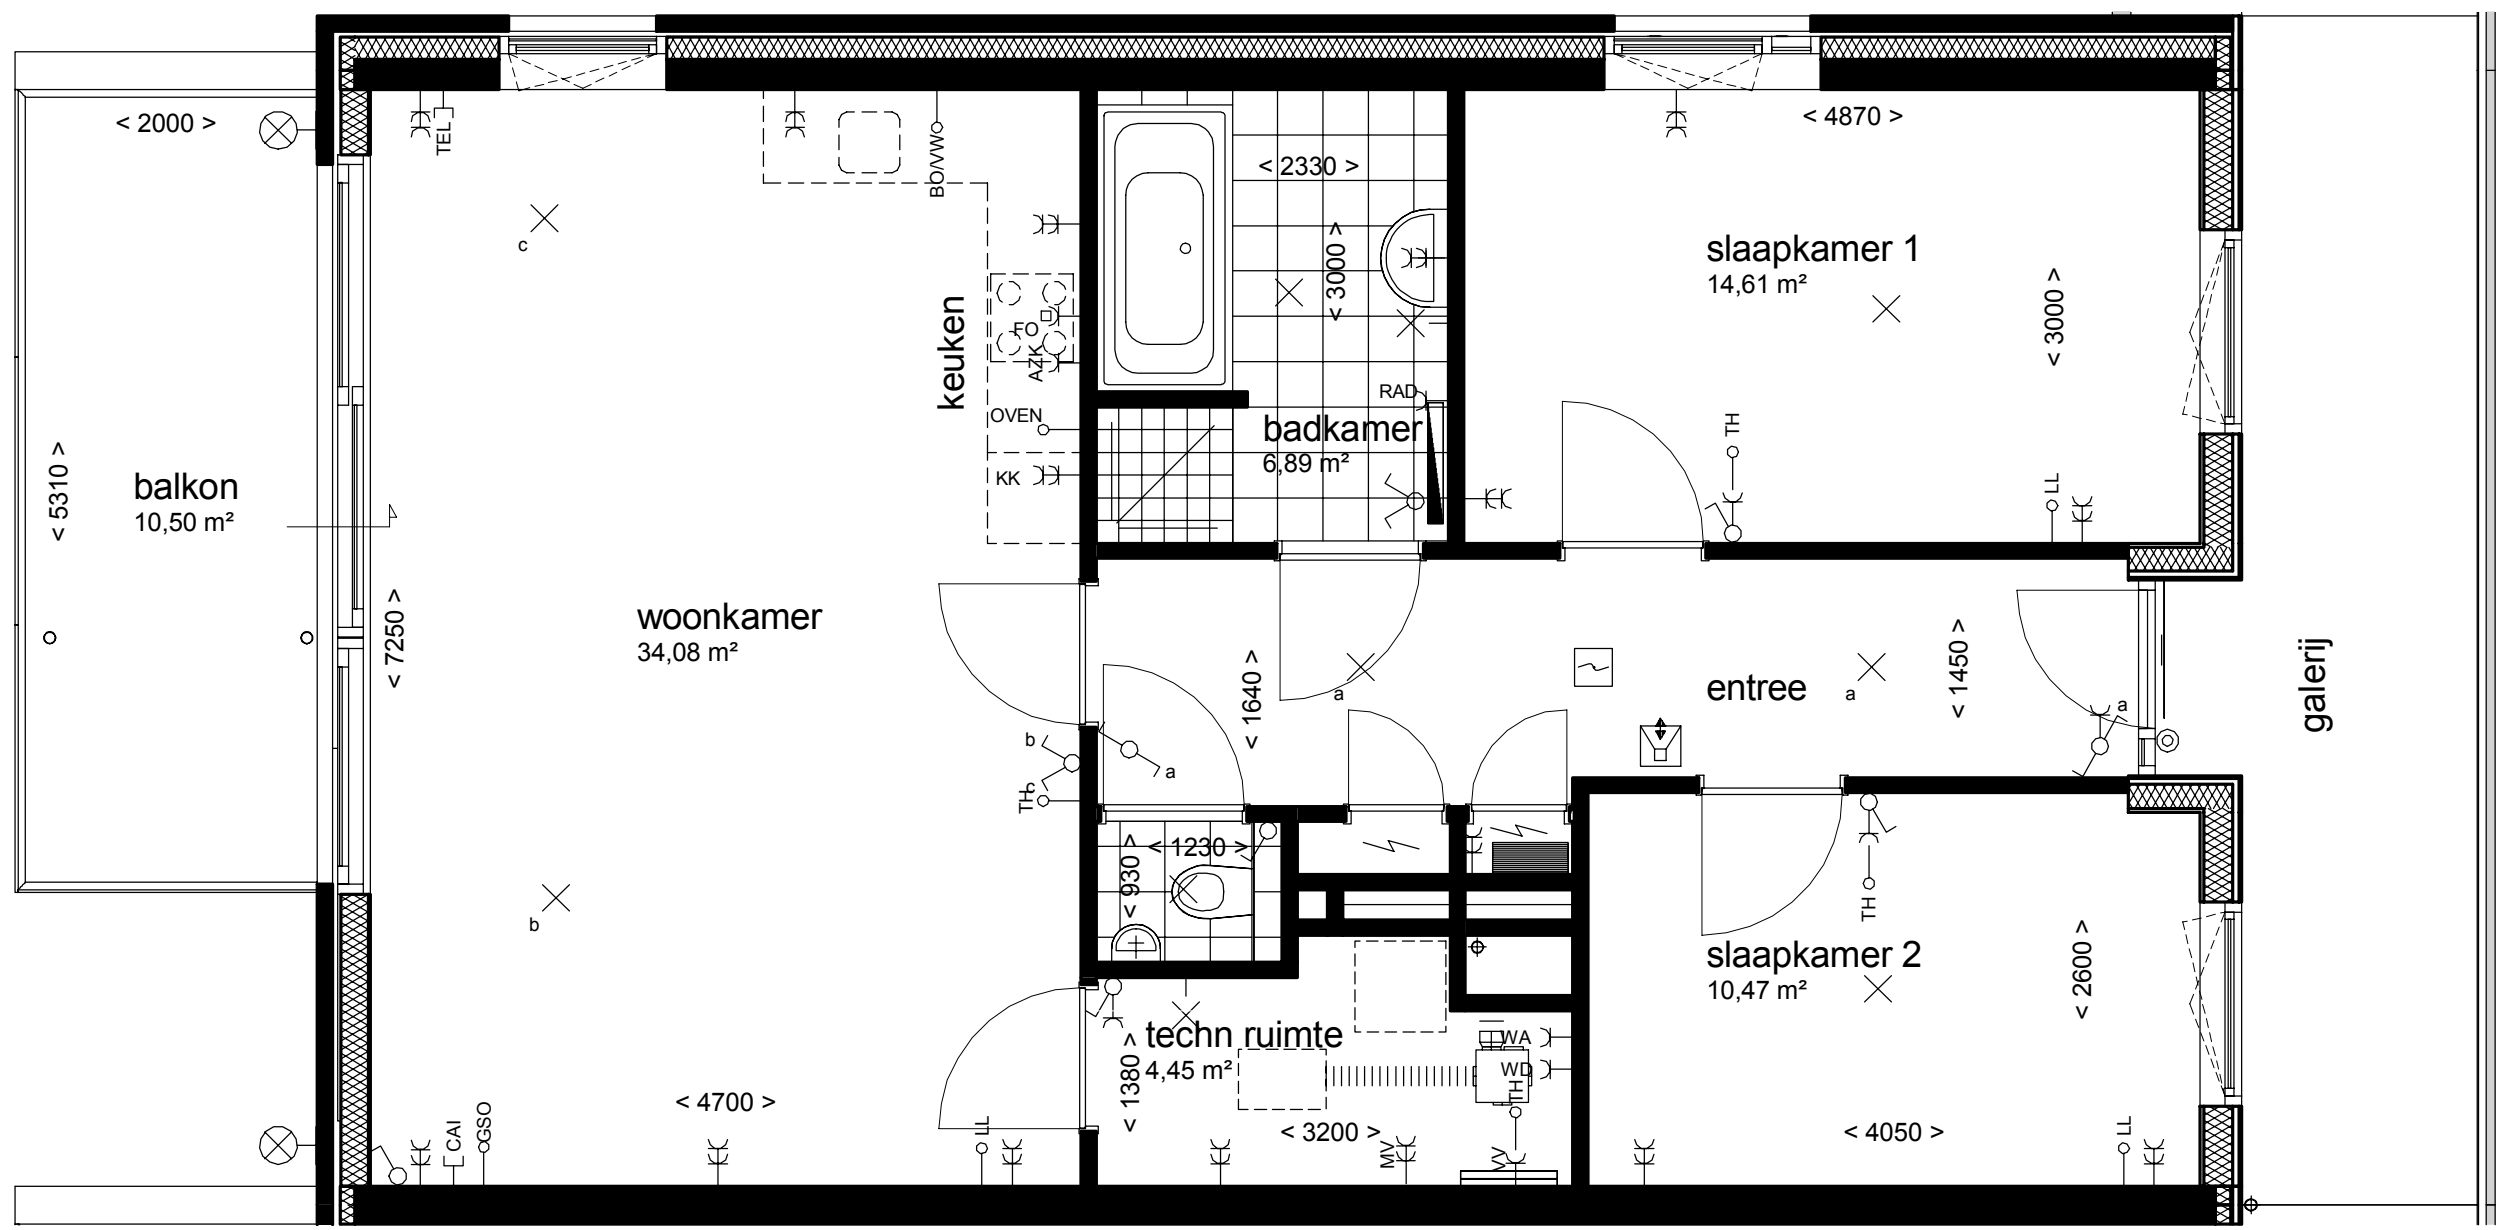 < 2000 >
TEL
BO/VW
< 2330 >
< 4870 >
c
< 3000 >
slaapkamer 1
14,61 m²
< 3000 >
keuken
FO
AZK
RAD
OVEN
badkamer
6,89 m²
TH
KK
LL
< 5310 >
balkon
10,50 m²
< 7250 >
woonkamer
34,08 m²
< 1640 >
a
entree
a
< 1450 >
a
galerij
b
c
TH
a
< 930 >
< 1230 >
b
TH
slaapkamer 2
10,47 m²
< 2600 >
techn ruimte
4,45 m²
WA
WD
TH
< 1380 >
< 4700 >
CAI
GSO
LL
< 3200 >
MV
VV
< 4050 >
LL